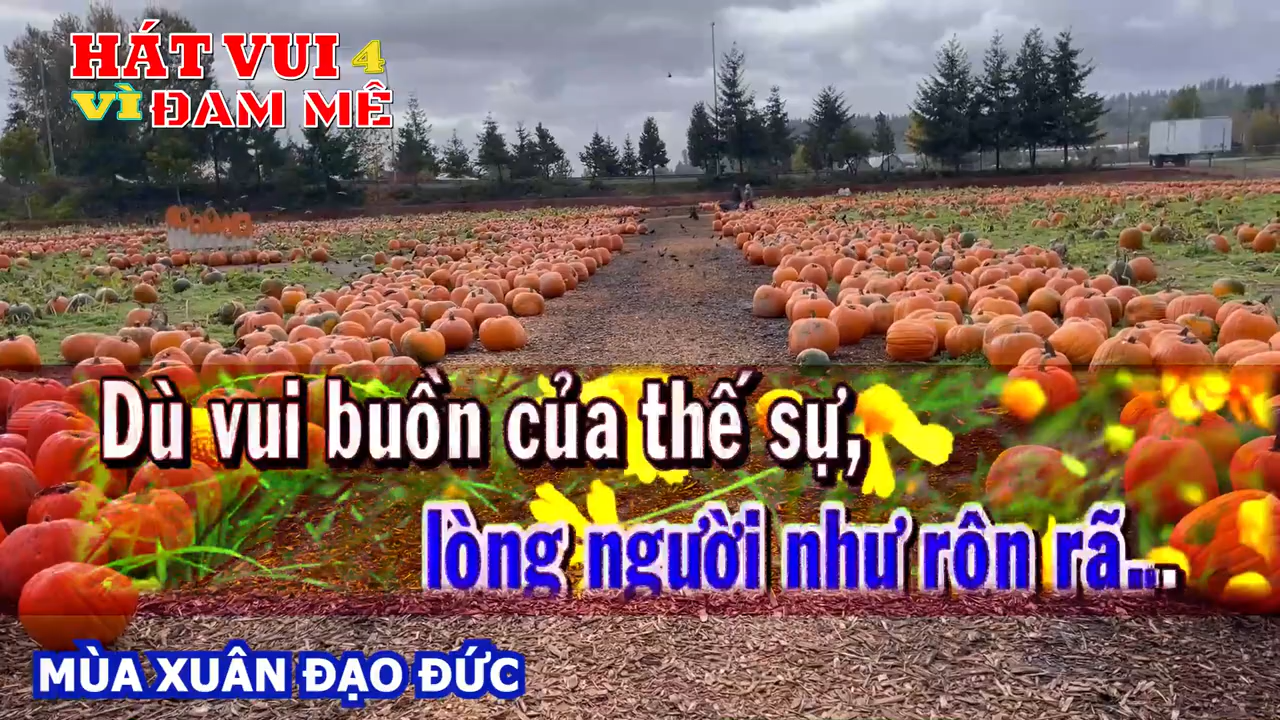 HÁT VUI 4
VÌ ĐAM MÊ
Dù vui buồn của thế sự,
lòng người như rôn rã...
MÙA XUÂN ĐẠO ĐỨC